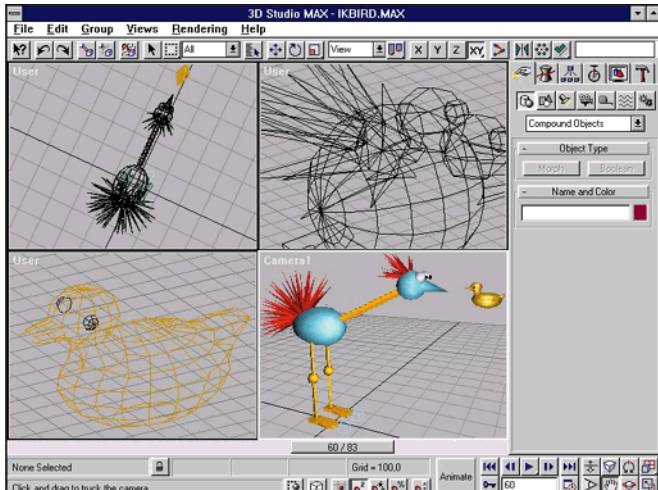 3D Studio MAX - IKBIRD.MAX
File Edit Group Views Rendering Help
All View X Y Z XY
User
User
Camera1
Compound Objects
- Object Type
Morph Boolean
- Name and Color
60 / 83
None Selected Grid = 100,0 Animate
Click and drag to truck the camera 60